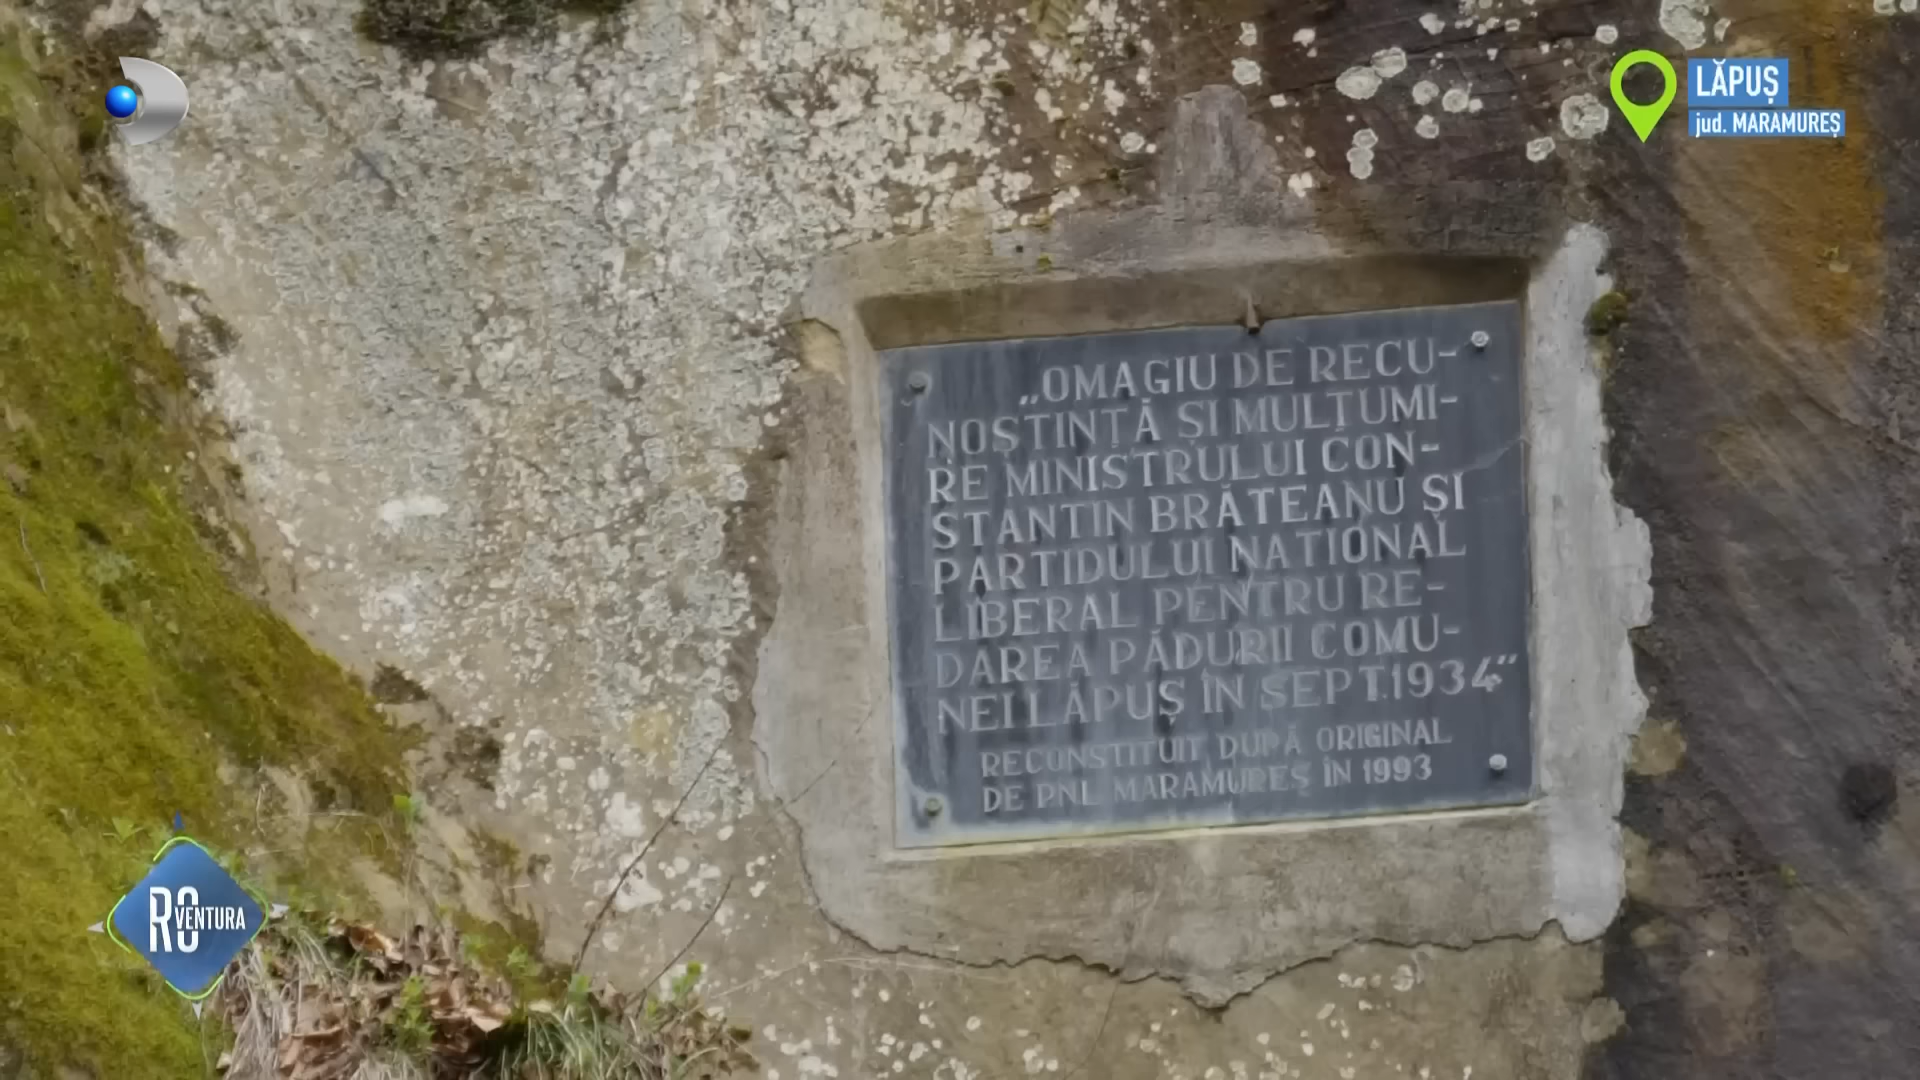 LĂPUȘ
jud. MARAMUREȘ
„OMAGIU DE RECU-
NOȘTINȚĂ ȘI MULȚUMI-
RE MINISTRULUI CON-
STANTIN BRĂTEANU ȘI
PARTIDULUI NAȚIONAL
LIBERAL PENTRU RE-
DAREA PĂDURII COMU-
NEI LĂPUȘ ÎN SEPT.1934"
RECONSTITUIT DUPĂ ORIGINAL
DE P.N.L MARAMUREȘ ÎN 1993
RO
VENTURA